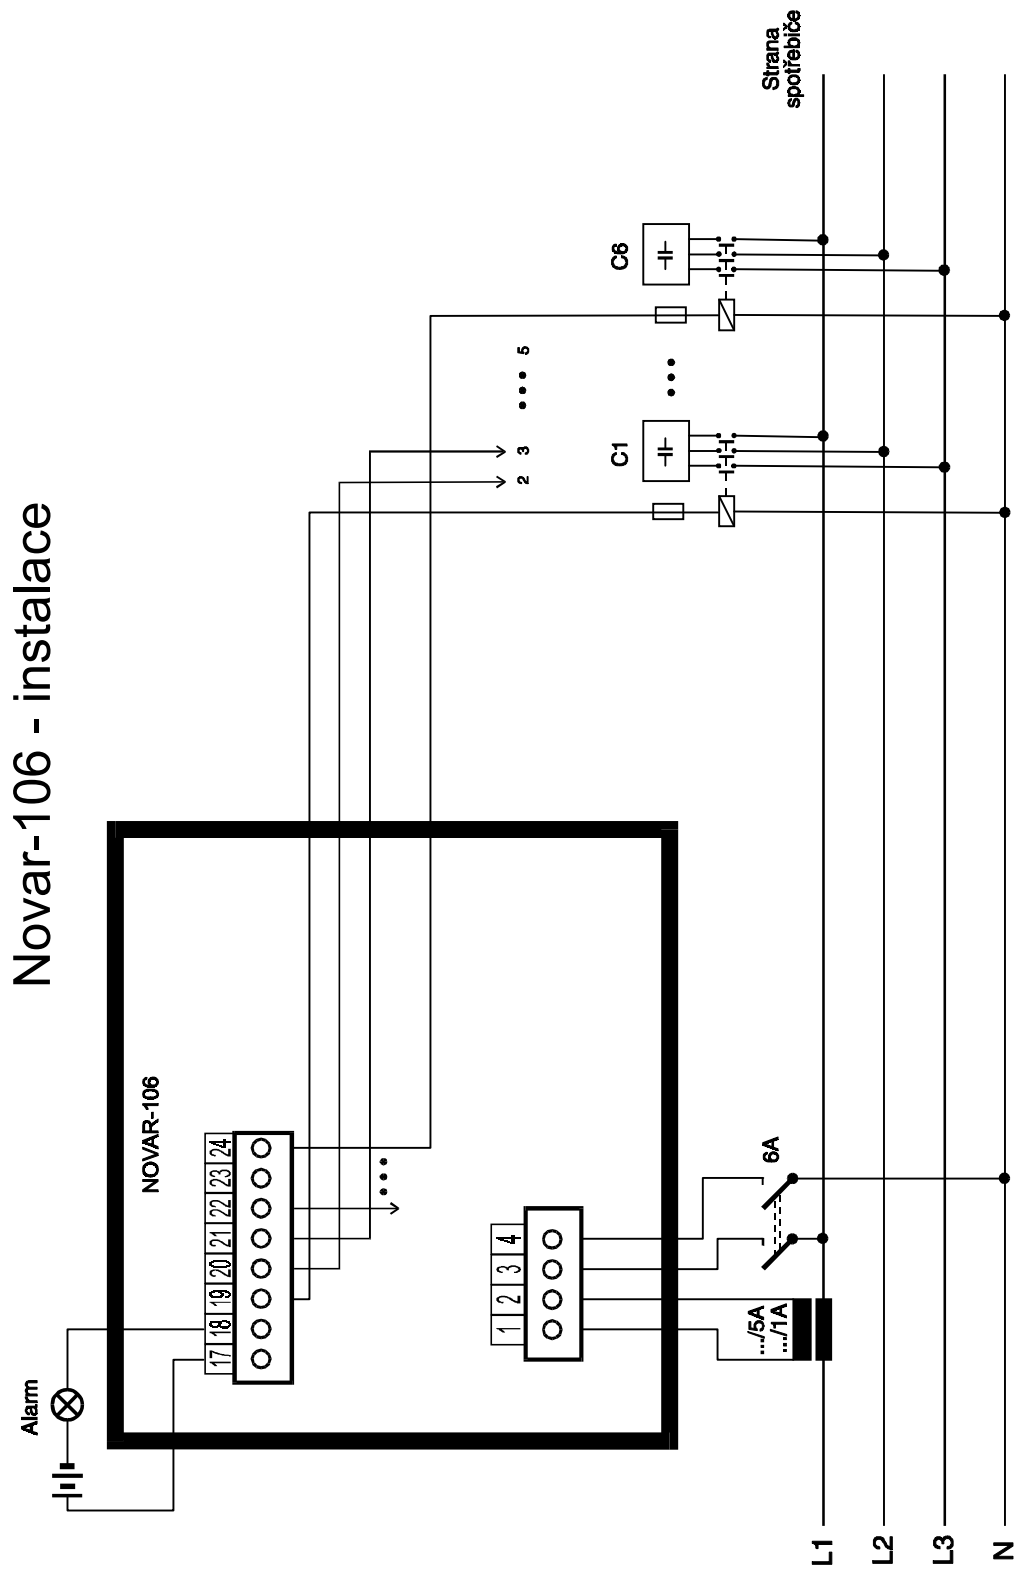 Novar-106 - instalace
Alarm
NOVAR-106
17 18 19 20 21 22 23 24
1 2 3 4
.../5A
.../1A
6A
2 3 5
C1
C6
Strana
spotřebiče
L1
L2
L3
N